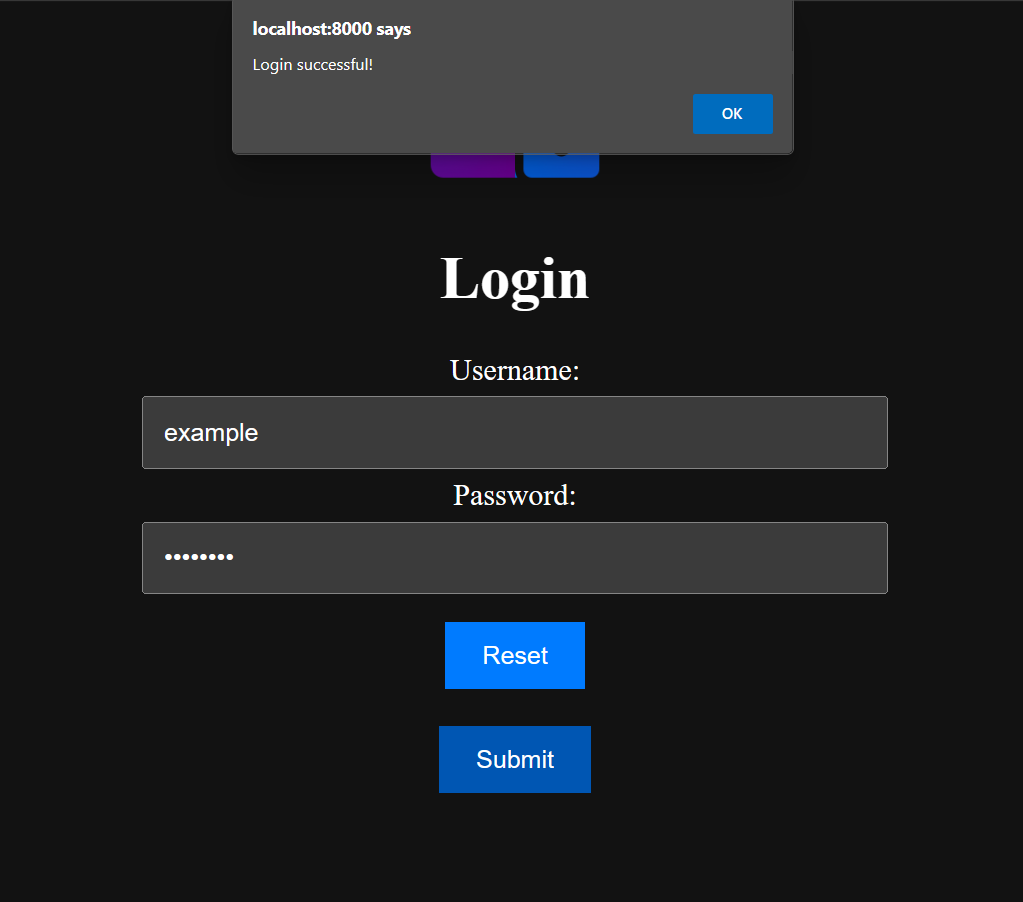 localhost:8000 says
Login successful!
OK
Login
Username:
example
Password:
••••••••
Reset
Submit